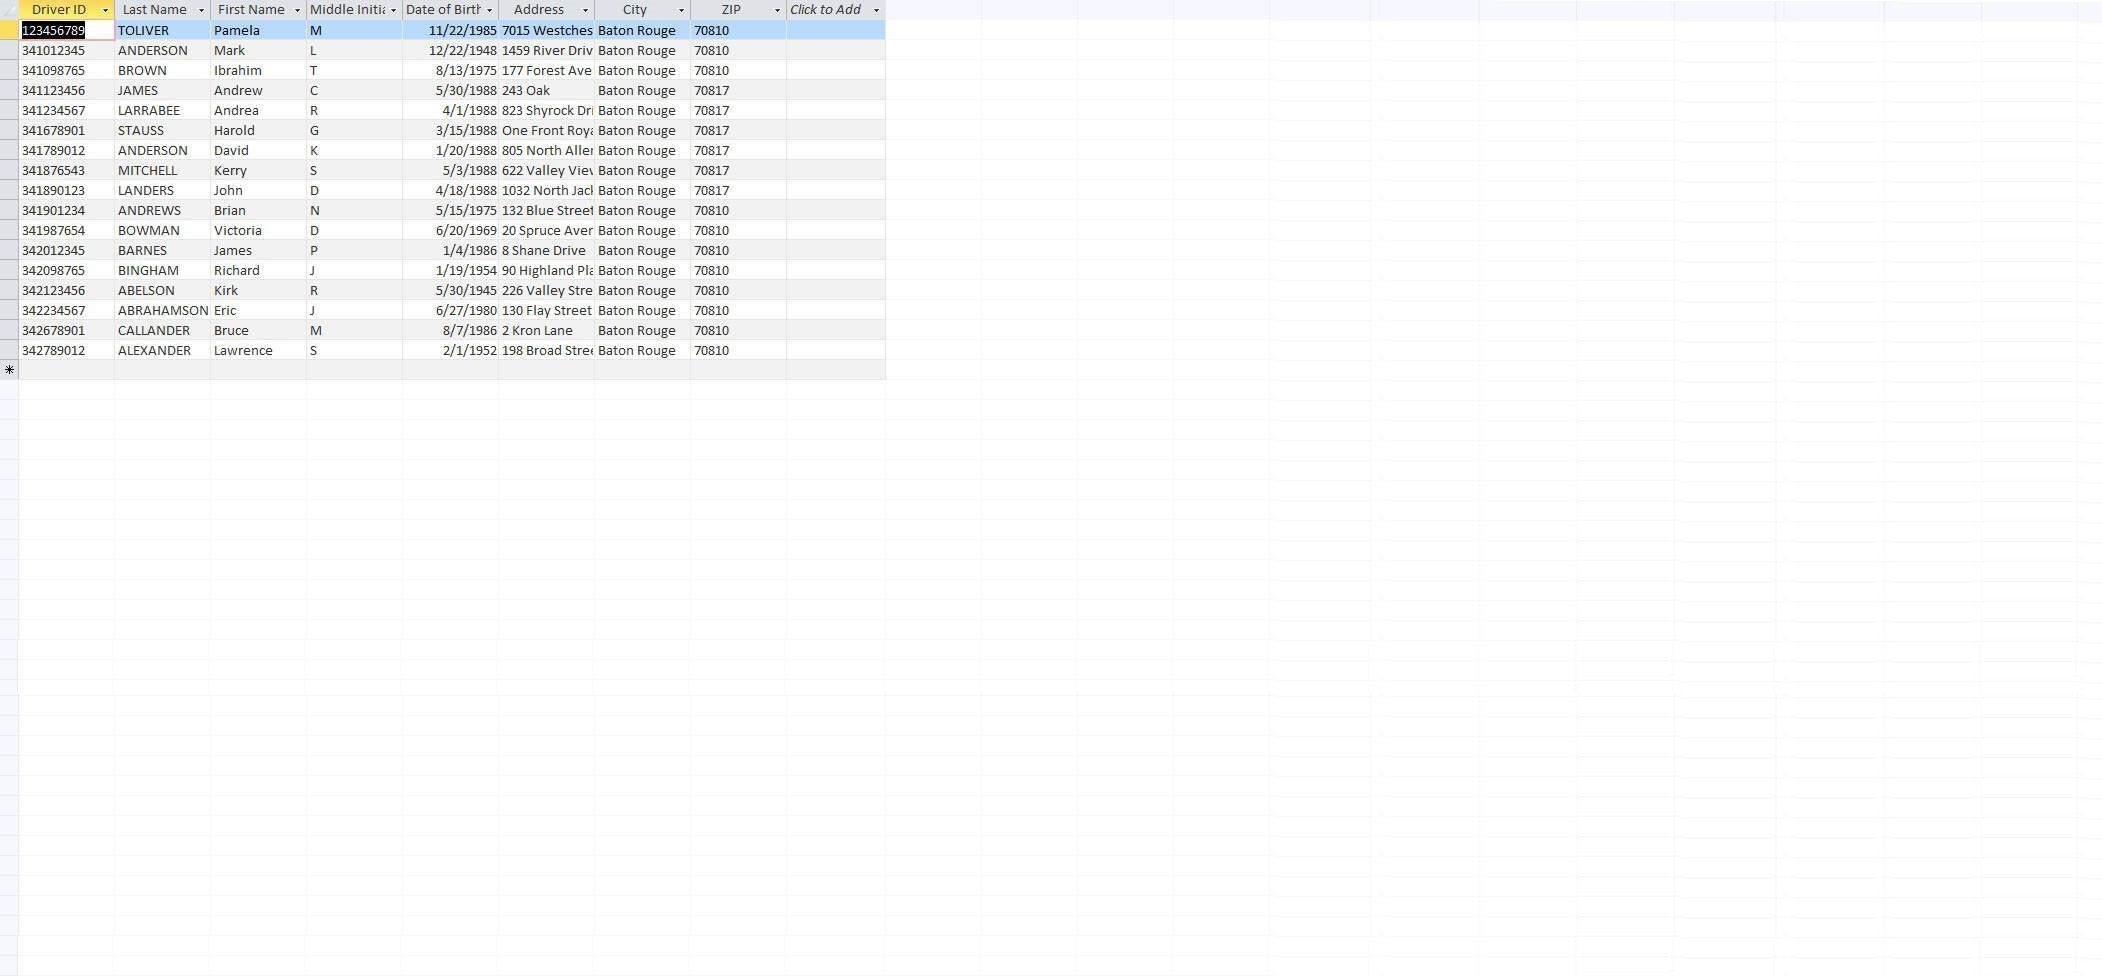 Driver ID Last Name First Name Middle Initia Date of Birth Address City ZIP Click to Add
123456789 TOLIVER Pamela M 11/22/1985 7015 Westches Baton Rouge 70810
341012345 ANDERSON Mark L 12/22/1948 1459 River Driv Baton Rouge 70810
341098765 BROWN Ibrahim T 8/13/1975 177 Forest Ave Baton Rouge 70810
341123456 JAMES Andrew C 5/30/1988 243 Oak Baton Rouge 70817
341234567 LARRABEE Andrea R 4/1/1988 823 Shyrock Dri Baton Rouge 70817
341678901 STAUSS Harold G 3/15/1988 One Front Roya Baton Rouge 70817
341789012 ANDERSON David K 1/20/1988 805 North Aller Baton Rouge 70817
341876543 MITCHELL Kerry S 5/3/1988 622 Valley View Baton Rouge 70817
341890123 LANDERS John D 4/18/1988 1032 North Jack Baton Rouge 70817
341901234 ANDREWS Brian N 5/15/1975 132 Blue Street Baton Rouge 70810
341987654 BOWMAN Victoria D 6/20/1969 20 Spruce Aven Baton Rouge 70810
342012345 BARNES James P 1/4/1986 8 Shane Drive Baton Rouge 70810
342098765 BINGHAM Richard J 1/19/1954 90 Highland Pla Baton Rouge 70810
342123456 ABELSON Kirk R 5/30/1945 226 Valley Stre Baton Rouge 70810
342234567 ABRAHAMSON Eric J 6/27/1980 130 Flay Street Baton Rouge 70810
342678901 CALLANDER Bruce M 8/7/1986 2 Kron Lane Baton Rouge 70810
342789012 ALEXANDER Lawrence S 2/1/1952 198 Broad Stree Baton Rouge 70810